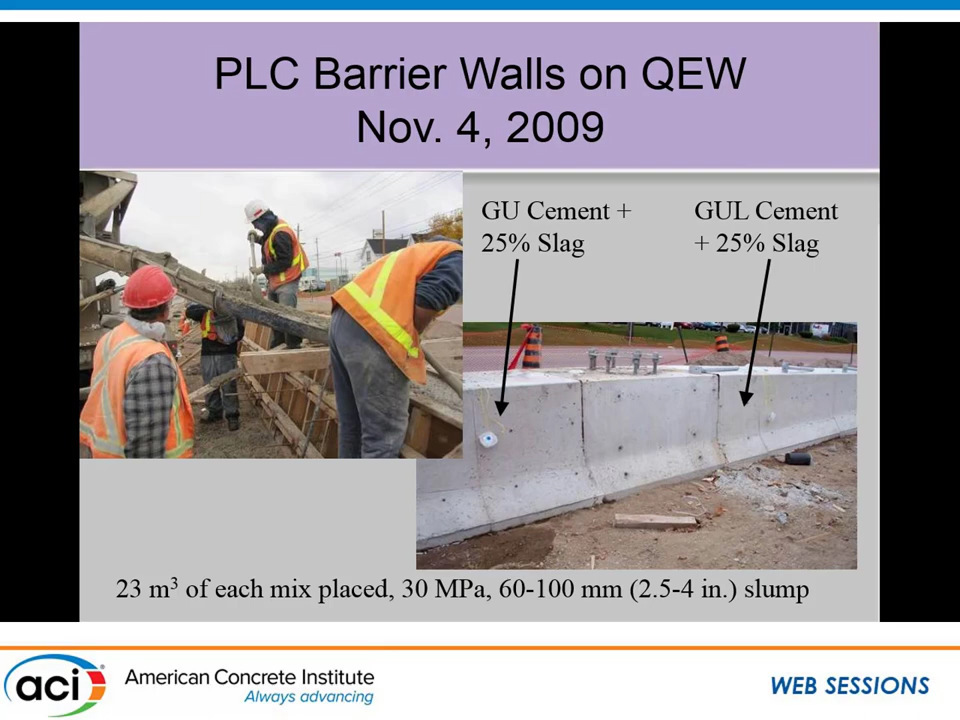 PLC Barrier Walls on QEW
Nov. 4, 2009
GU Cement +
25% Slag
GUL Cement
+ 25% Slag
23 m³ of each mix placed, 30 MPa, 60-100 mm (2.5-4 in.) slump
aci
American Concrete Institute
Always advancing
WEB SESSIONS